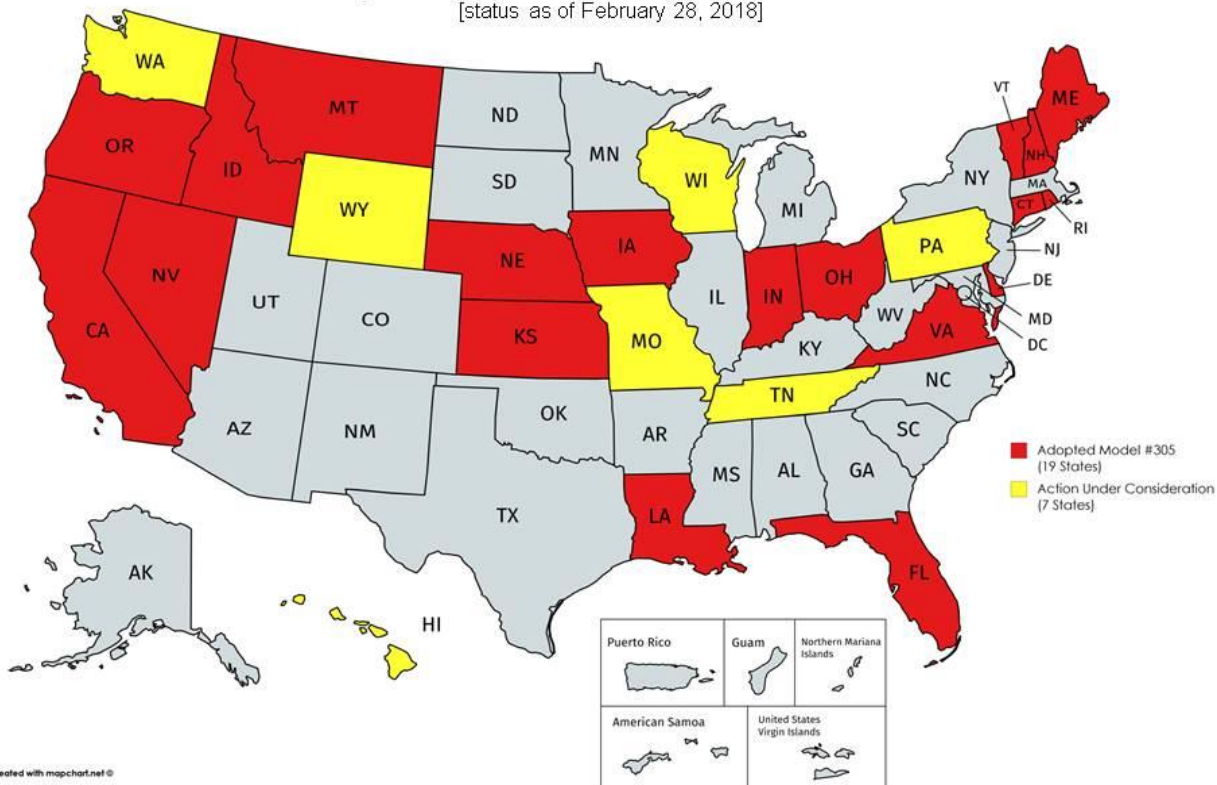 [status as of February 28, 2018]
WA
MT
ND
MN
VT
ME
OR
ID
SD
WI
NH
NY
MA
WY
MI
CT
RI
IA
PA
NJ
NE
NV
OH
DE
UT
IL
IN
CO
WV
MD
CA
MO
VA
KS
KY
DC
NC
TN
OK
AZ
NM
AR
SC
MS
AL
GA
Adopted Model #305
(19 States)
Action Under Consideration
(7 States)
TX
LA
AK
FL
HI
Puerto Rico
Guam
Northern Mariana
Islands
American Samoa
United States
Virgin Islands
eated with mapchart.net ©